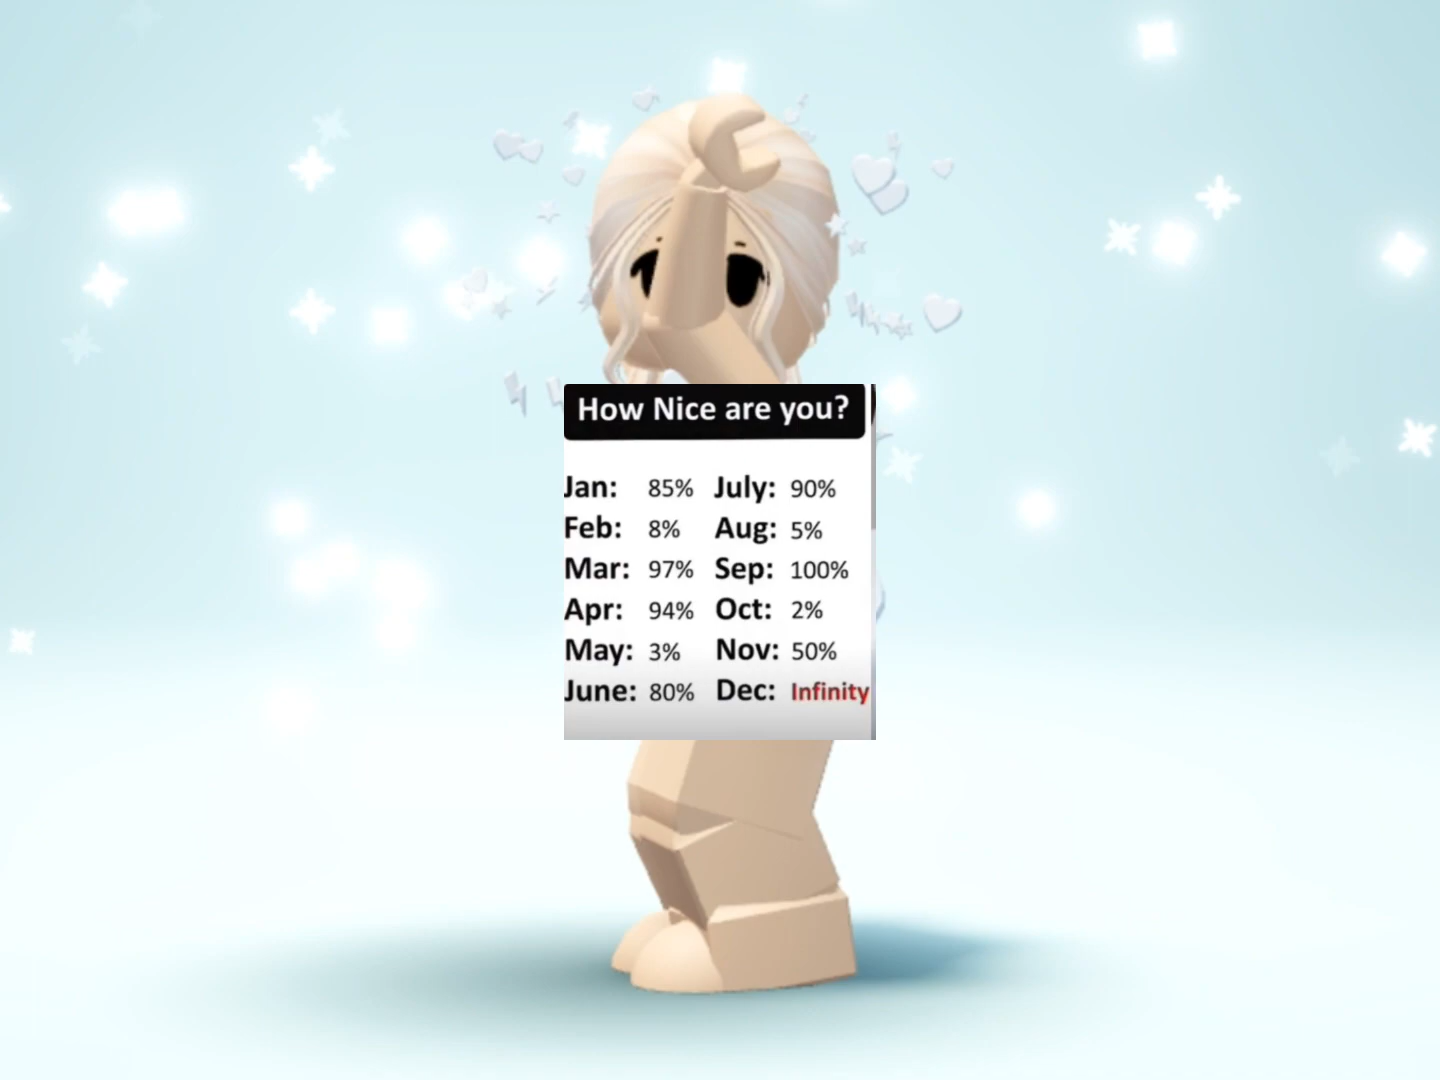 How Nice are you?
Jan: 85% July: 90%
Feb: 8% Aug: 5%
Mar: 97% Sep: 100%
Apr: 94% Oct: 2%
May: 3% Nov: 50%
June: 80% Dec: Infinity